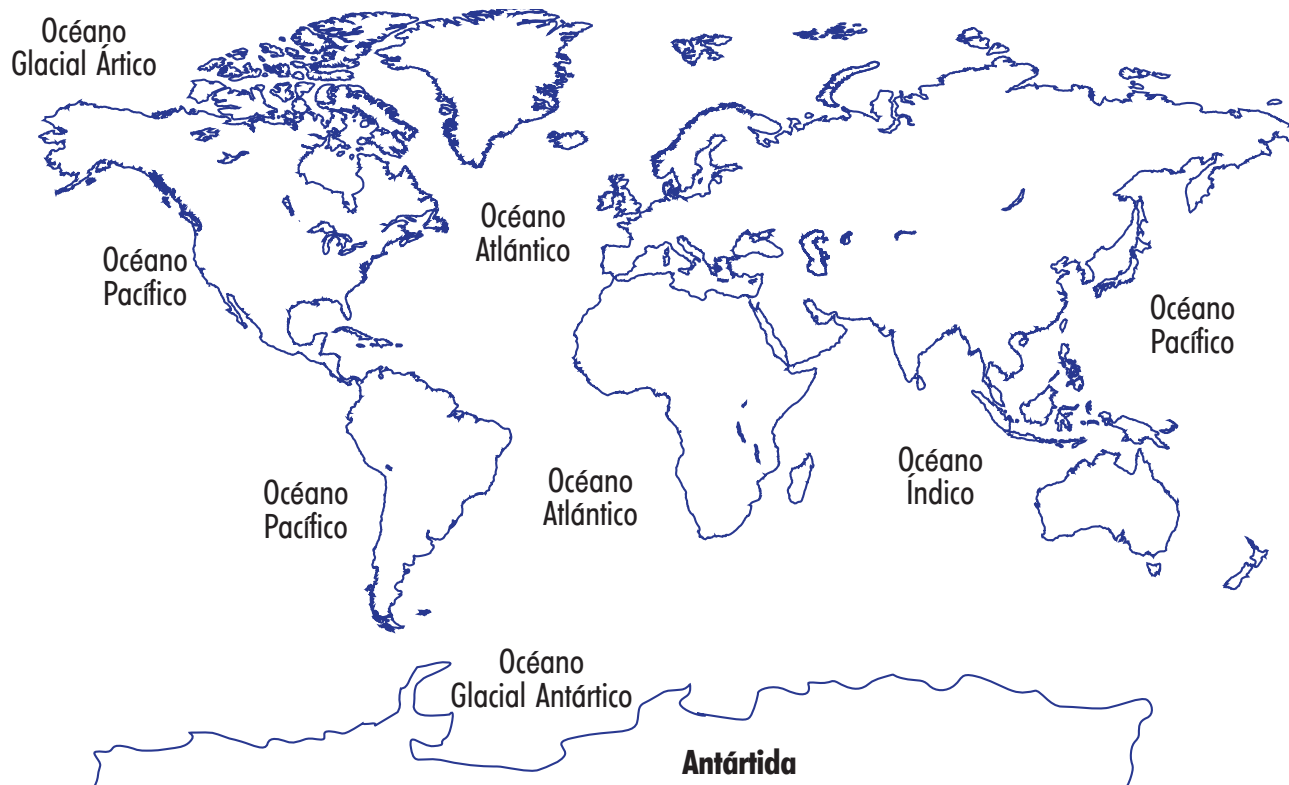 Océano
Glacial Ártico
Océano
Atlántico
Océano
Pacífico
Océano
Pacífico
Océano
Índico
Océano
Atlántico
Océano
Pacífico
Océano
Glacial Antártico
Antártida